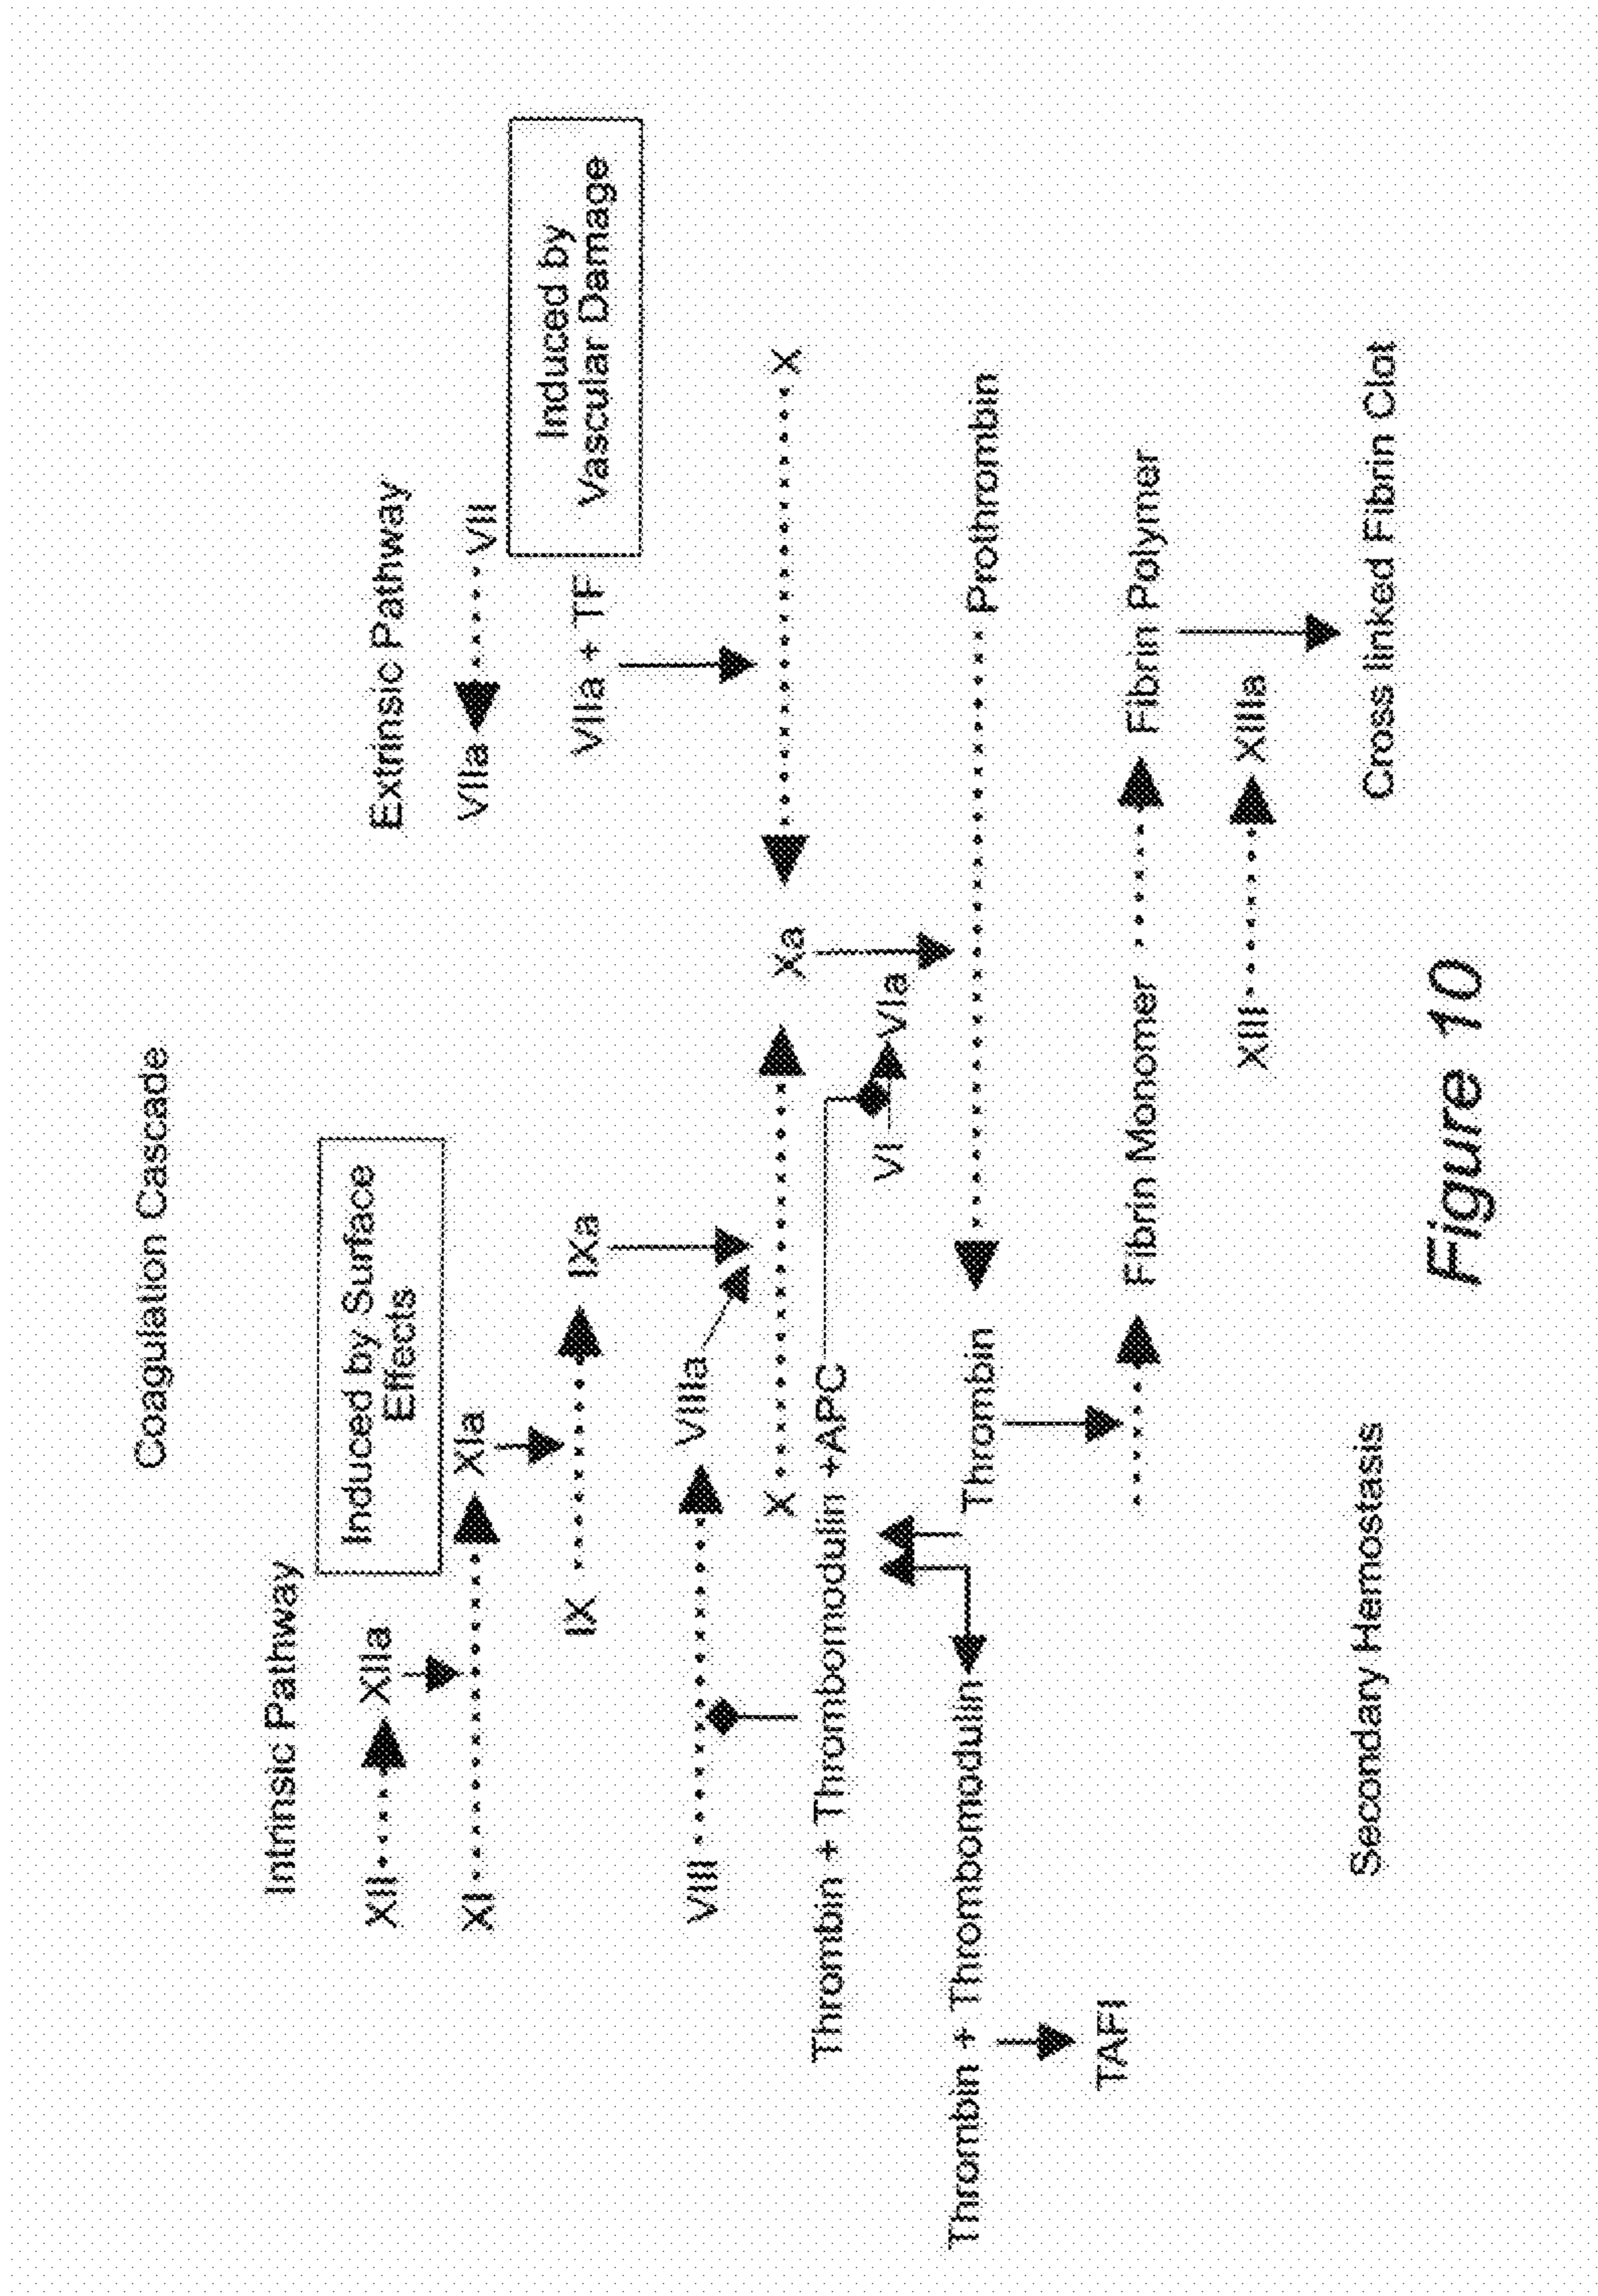 Coagulation Cascade
Intrinsic Pathway
Extrinsic Pathway
XII
XIIa
Induced by Surface
Effects
VIIa
VII
XI
XIa
VIIa + TF
Induced by
Vascular Damage
IX
IXa
VIII
VIIIa
X
Xa
X
Thrombin + Thrombomodulin +APC
VI
VIa
Thrombin + Thrombomodulin
Thrombin
Prothrombin
TAFI
Fibrin Monomer
Fibrin Polymer
XIII
XIIIa
Secondary Hemostasis
Cross linked Fibrin Clot
Figure 10